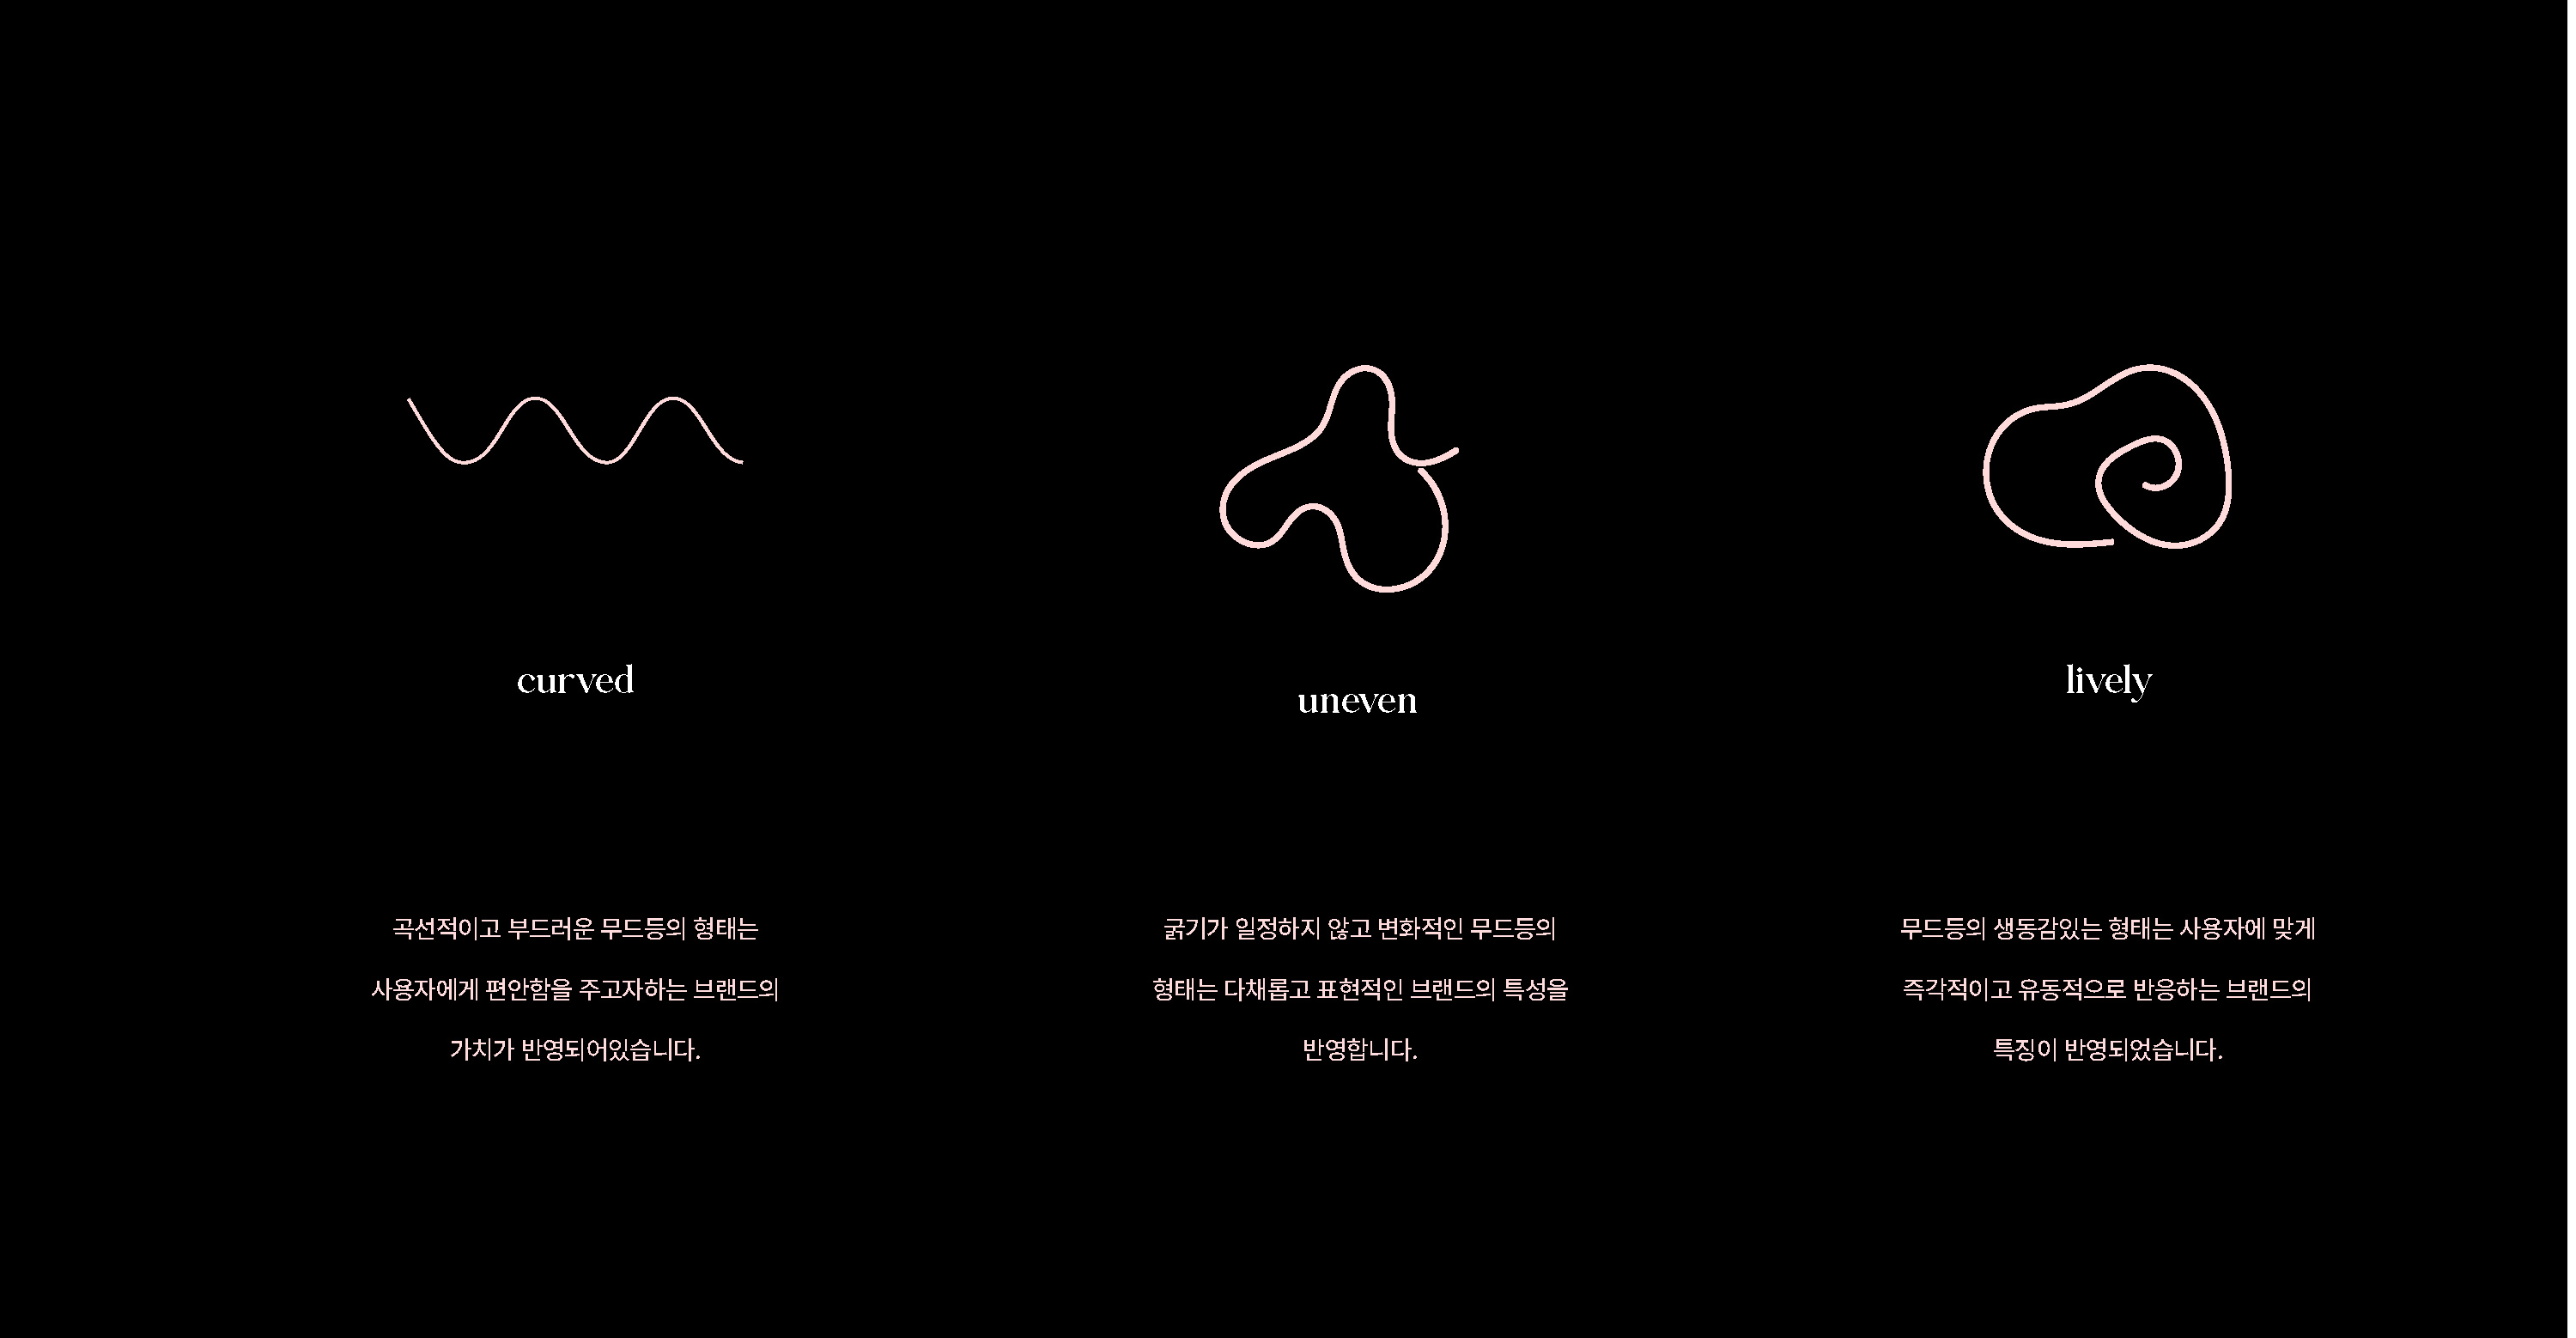 curved
곡선적이고 부드러운 무드등의 형태는
사용자에게 편안함을 주고자하는 브랜드의
가치가 반영되어있습니다.
uneven
굵기가 일정하지 않고 변화적인 무드등의
형태는 다채롭고 표현적인 브랜드의 특성을
반영합니다.
lively
무드등의 생동감있는 형태는 사용자에 맞게
즉각적이고 유동적으로 반응하는 브랜드의
특징이 반영되었습니다.